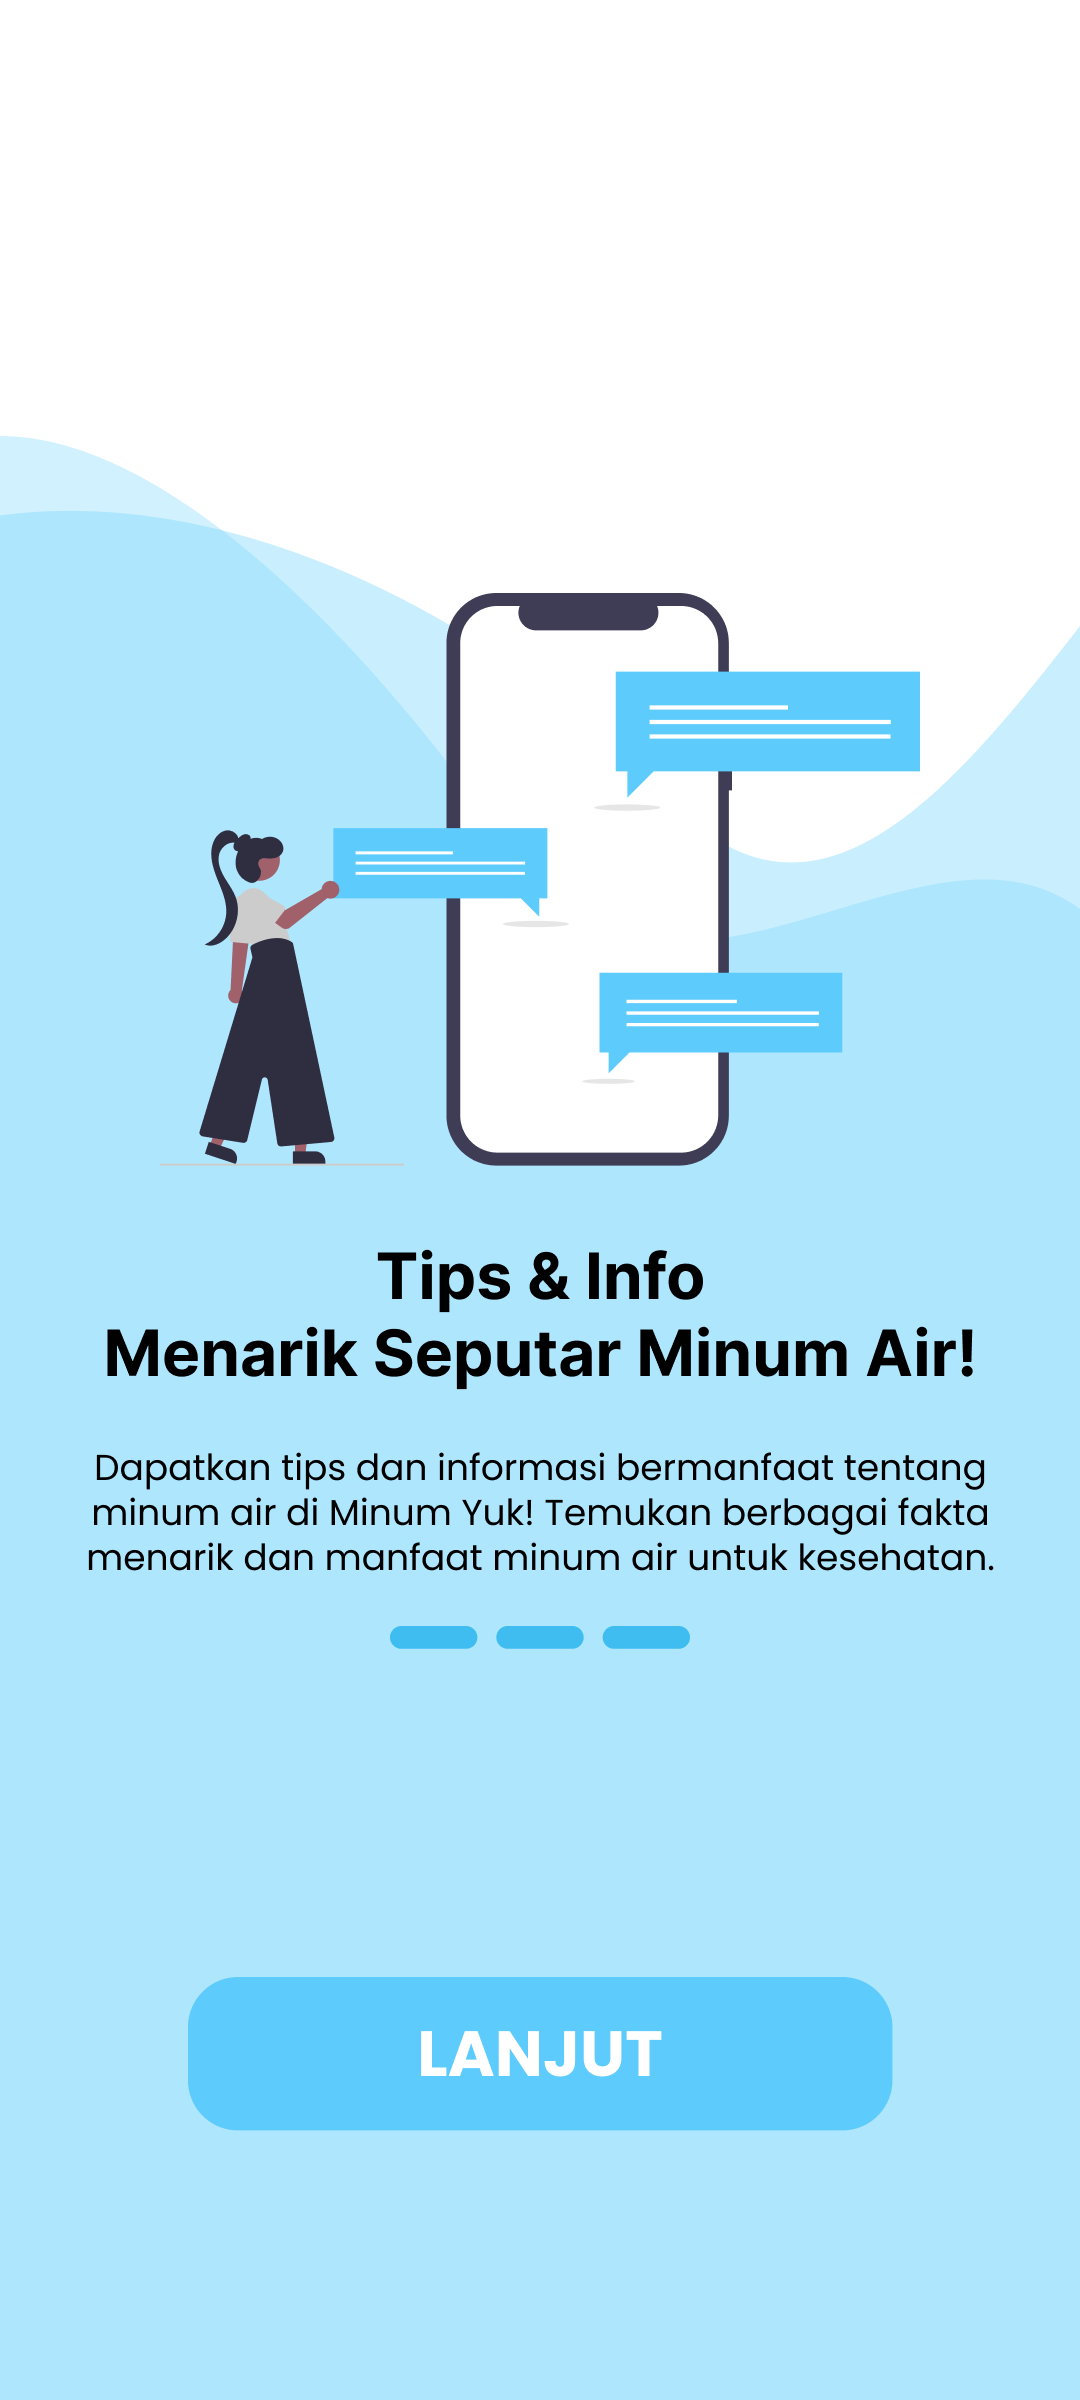 Tips & Info
Menarik Seputar Minum Air!
Dapatkan tips dan informasi bermanfaat tentang
minum air di Minum Yuk! Temukan berbagai fakta
menarik dan manfaat minum air untuk kesehatan.
LANJUT